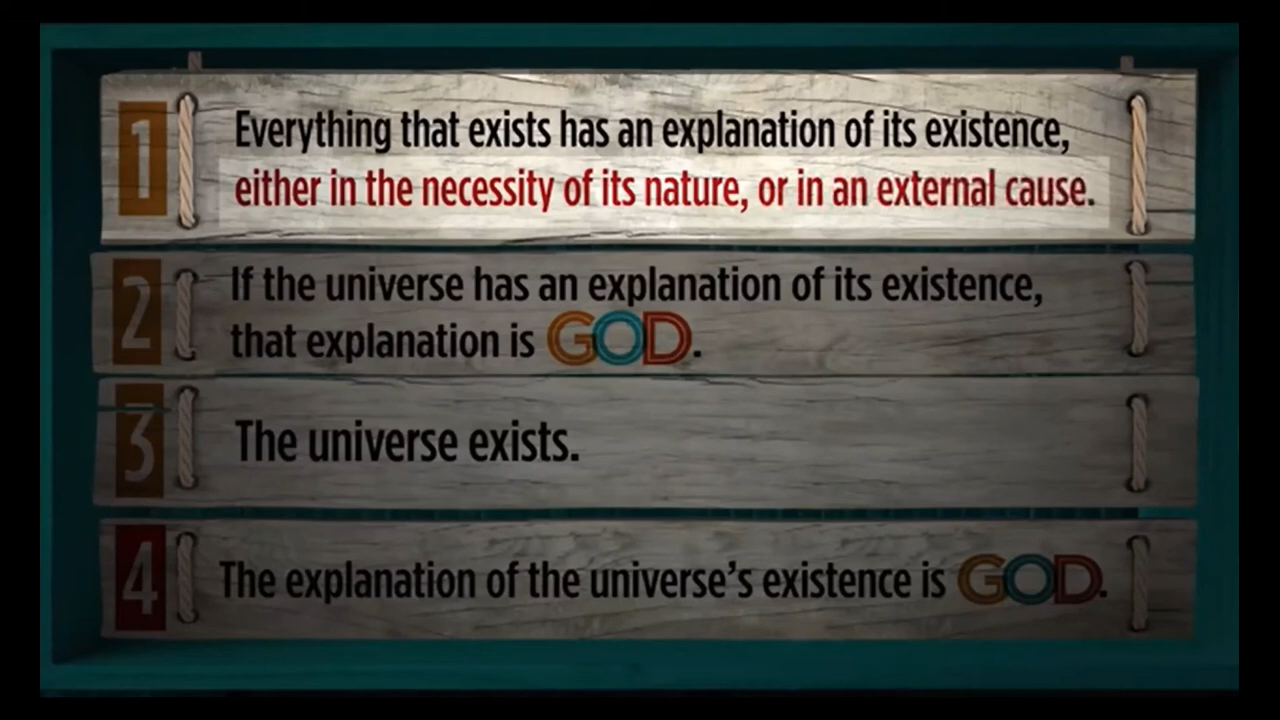 1
Everything that exists has an explanation of its existence,
either in the necessity of its nature, or in an external cause.
2
If the universe has an explanation of its existence,
that explanation is GOD.
3
The universe exists.
4
The explanation of the universe’s existence is GOD.